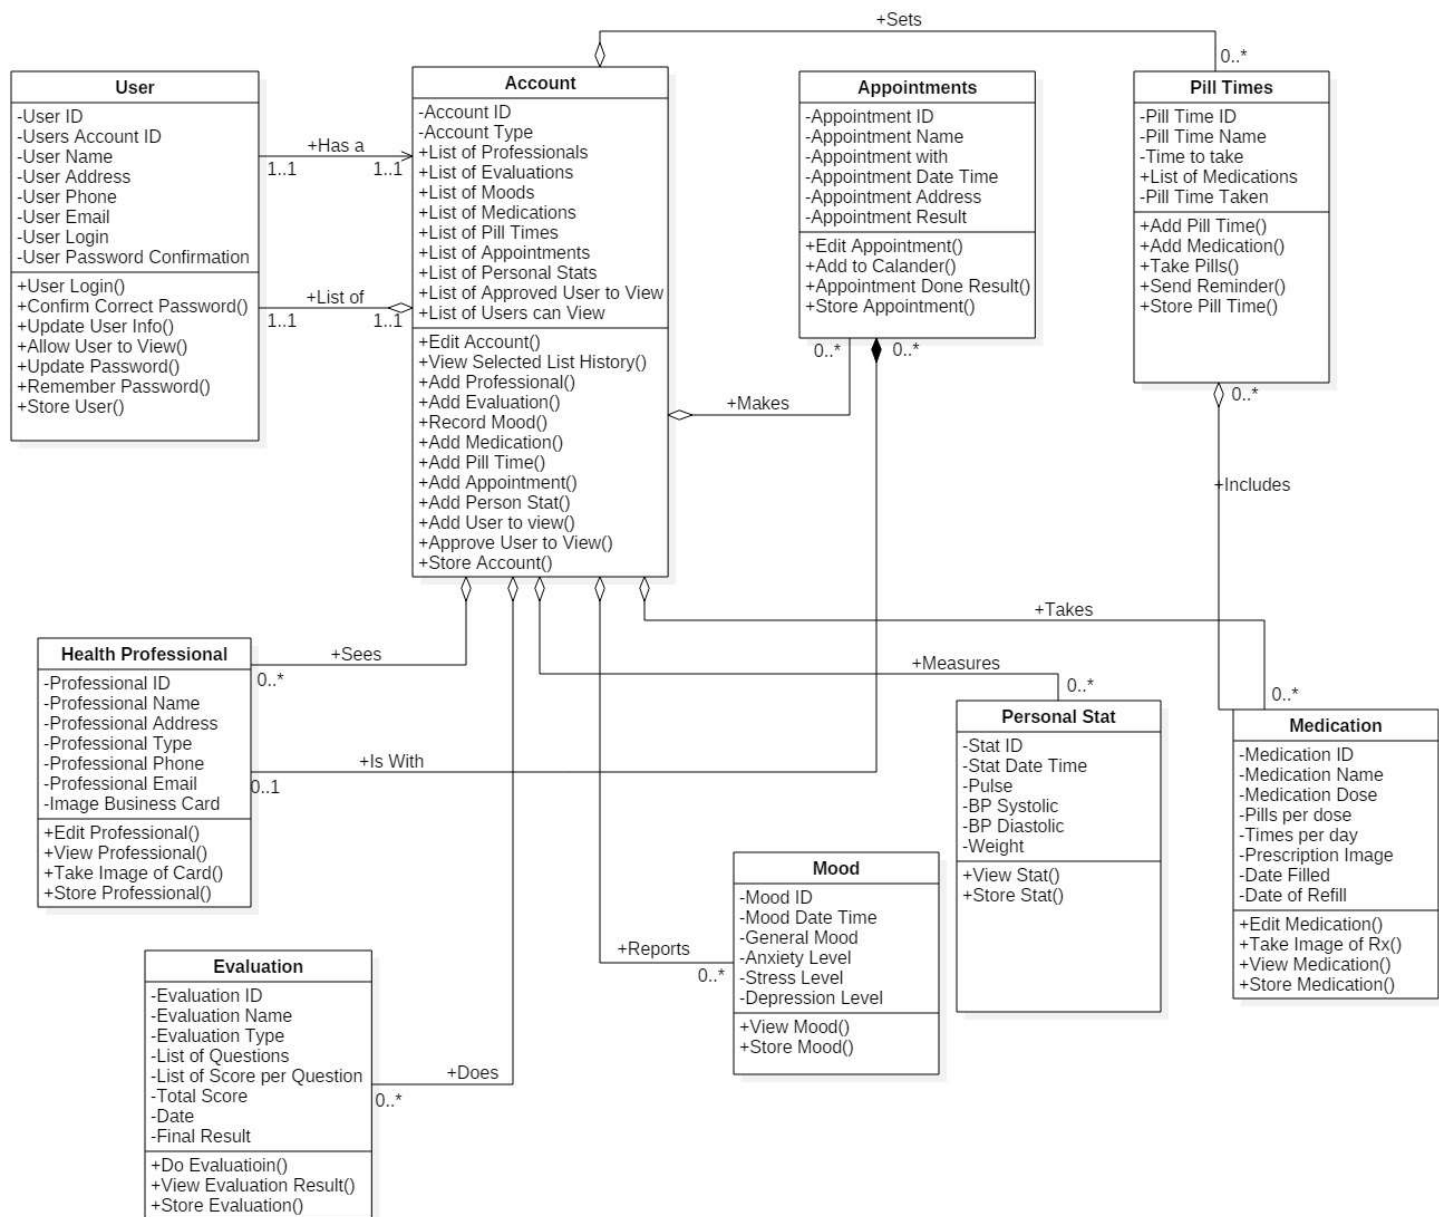 +Sets
0..*
User
-User ID
-Users Account ID
-User Name
-User Address
-User Phone
-User Email
-User Login
-User Password Confirmation
+User Login()
+Confirm Correct Password()
+Update User Info()
+Allow User to View()
+Update Password()
+Remember Password()
+Store User()
+Has a
1..1
1..1
+List of
1..1
1..1
Account
-Account ID
-Account Type
+List of Professionals
+List of Evaluations
+List of Moods
+List of Medications
+List of Pill Times
+List of Appointments
+List of Personal Stats
+List of Approved User to View
+List of Users can View
+Edit Account()
+View Selected List History()
+Add Professional()
+Add Evaluation()
+Record Mood()
+Add Medication()
+Add Pill Time()
+Add Appointment()
+Add Person Stat()
+Add User to view()
+Approve User to View()
+Store Account()
Appointments
-Appointment ID
-Appointment Name
-Appointment with
-Appointment Date Time
-Appointment Address
-Appointment Result
+Edit Appointment()
+Add to Calander()
+Appointment Done Result()
+Store Appointment()
0..*
0..*
+Makes
Pill Times
-Pill Time ID
-Pill Time Name
-Time to take
+List of Medications
-Pill Time Taken
+Add Pill Time()
+Add Medication()
+Take Pills()
+Send Reminder()
+Store Pill Time()
0..*
+Includes
+Takes
0..*
+Sees
0..*
+Measures
0..*
+Is With
0..1
Health Professional
-Professional ID
-Professional Name
-Professional Address
-Professional Type
-Professional Phone
-Professional Email
-Image Business Card
+Edit Professional()
+View Professional()
+Take Image of Card()
+Store Professional()
Personal Stat
-Stat ID
-Stat Date Time
-Pulse
-BP Systolic
-BP Diastolic
-Weight
+View Stat()
+Store Stat()
Medication
-Medication ID
-Medication Name
-Medication Dose
-Pills per dose
-Times per day
-Prescription Image
-Date Filled
-Date of Refill
+Edit Medication()
+Take Image of Rx()
+View Medication()
+Store Medication()
+Reports
0..*
Mood
-Mood ID
-Mood Date Time
-General Mood
-Anxiety Level
-Stress Level
-Depression Level
+View Mood()
+Store Mood()
Evaluation
-Evaluation ID
-Evaluation Name
-Evaluation Type
-List of Questions
-List of Score per Question
-Total Score
-Date
-Final Result
+Do Evaluatioin()
+View Evaluation Result()
+Store Evaluation()
+Does
0..*